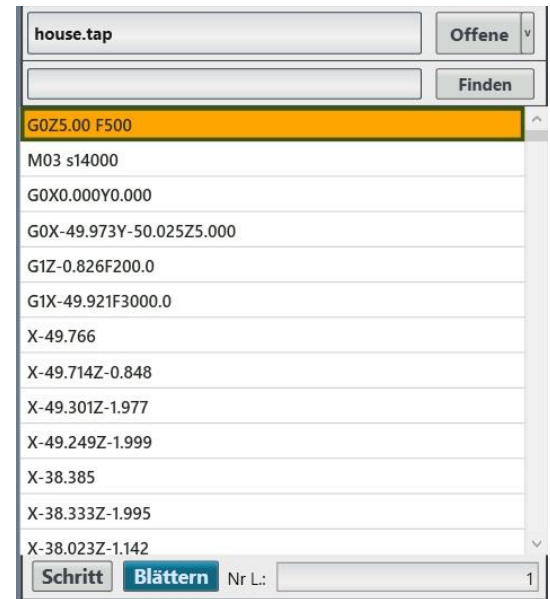 house.tap Offene v
Finden
G0Z5.00 F500
M03 s14000
G0X0.000Y0.000
G0X-49.973Y-50.025Z5.000
G1Z-0.826F200.0
G1X-49.921F3000.0
X-49.766
X-49.714Z-0.848
X-49.301Z-1.977
X-49.249Z-1.999
X-38.385
X-38.333Z-1.995
X-38.023Z-1.142
Schritt Blättern Nr L.: 1